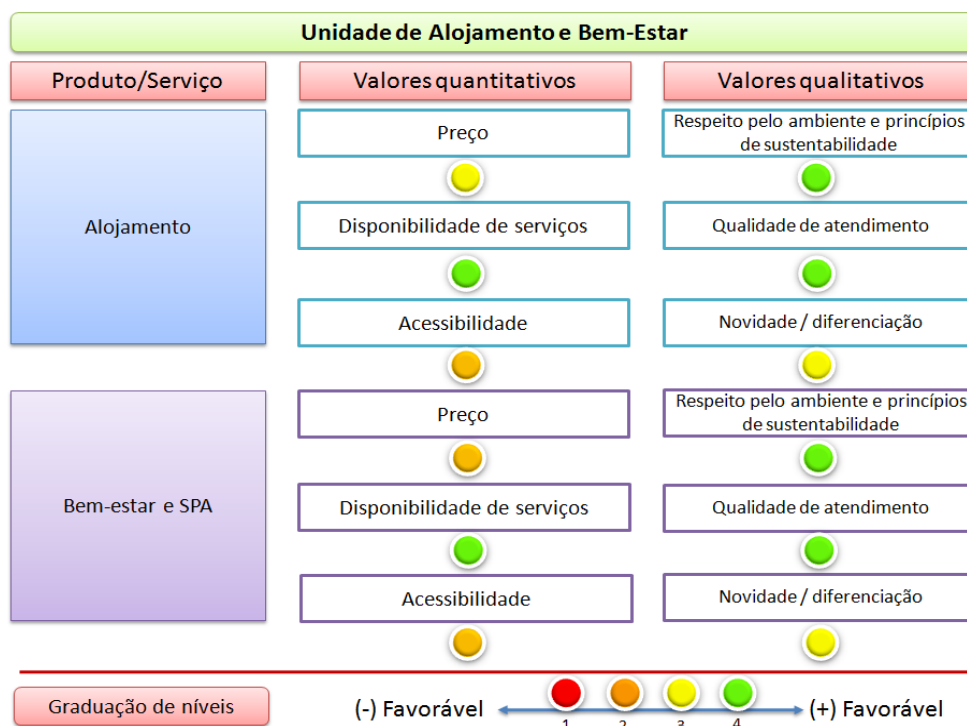 Unidade de Alojamento e Bem-Estar
Produto/Serviço
Valores quantitativos
Valores qualitativos
Alojamento
Preço
Respeito pelo ambiente e princípios
de sustentabilidade
Disponibilidade de serviços
Qualidade de atendimento
Acessibilidade
Novidade / diferenciação
Bem-estar e SPA
Preço
Respeito pelo ambiente e princípios
de sustentabilidade
Disponibilidade de serviços
Qualidade de atendimento
Acessibilidade
Novidade / diferenciação
Graduação de níveis
(-) Favorável
1
2
3
4
(+) Favorável